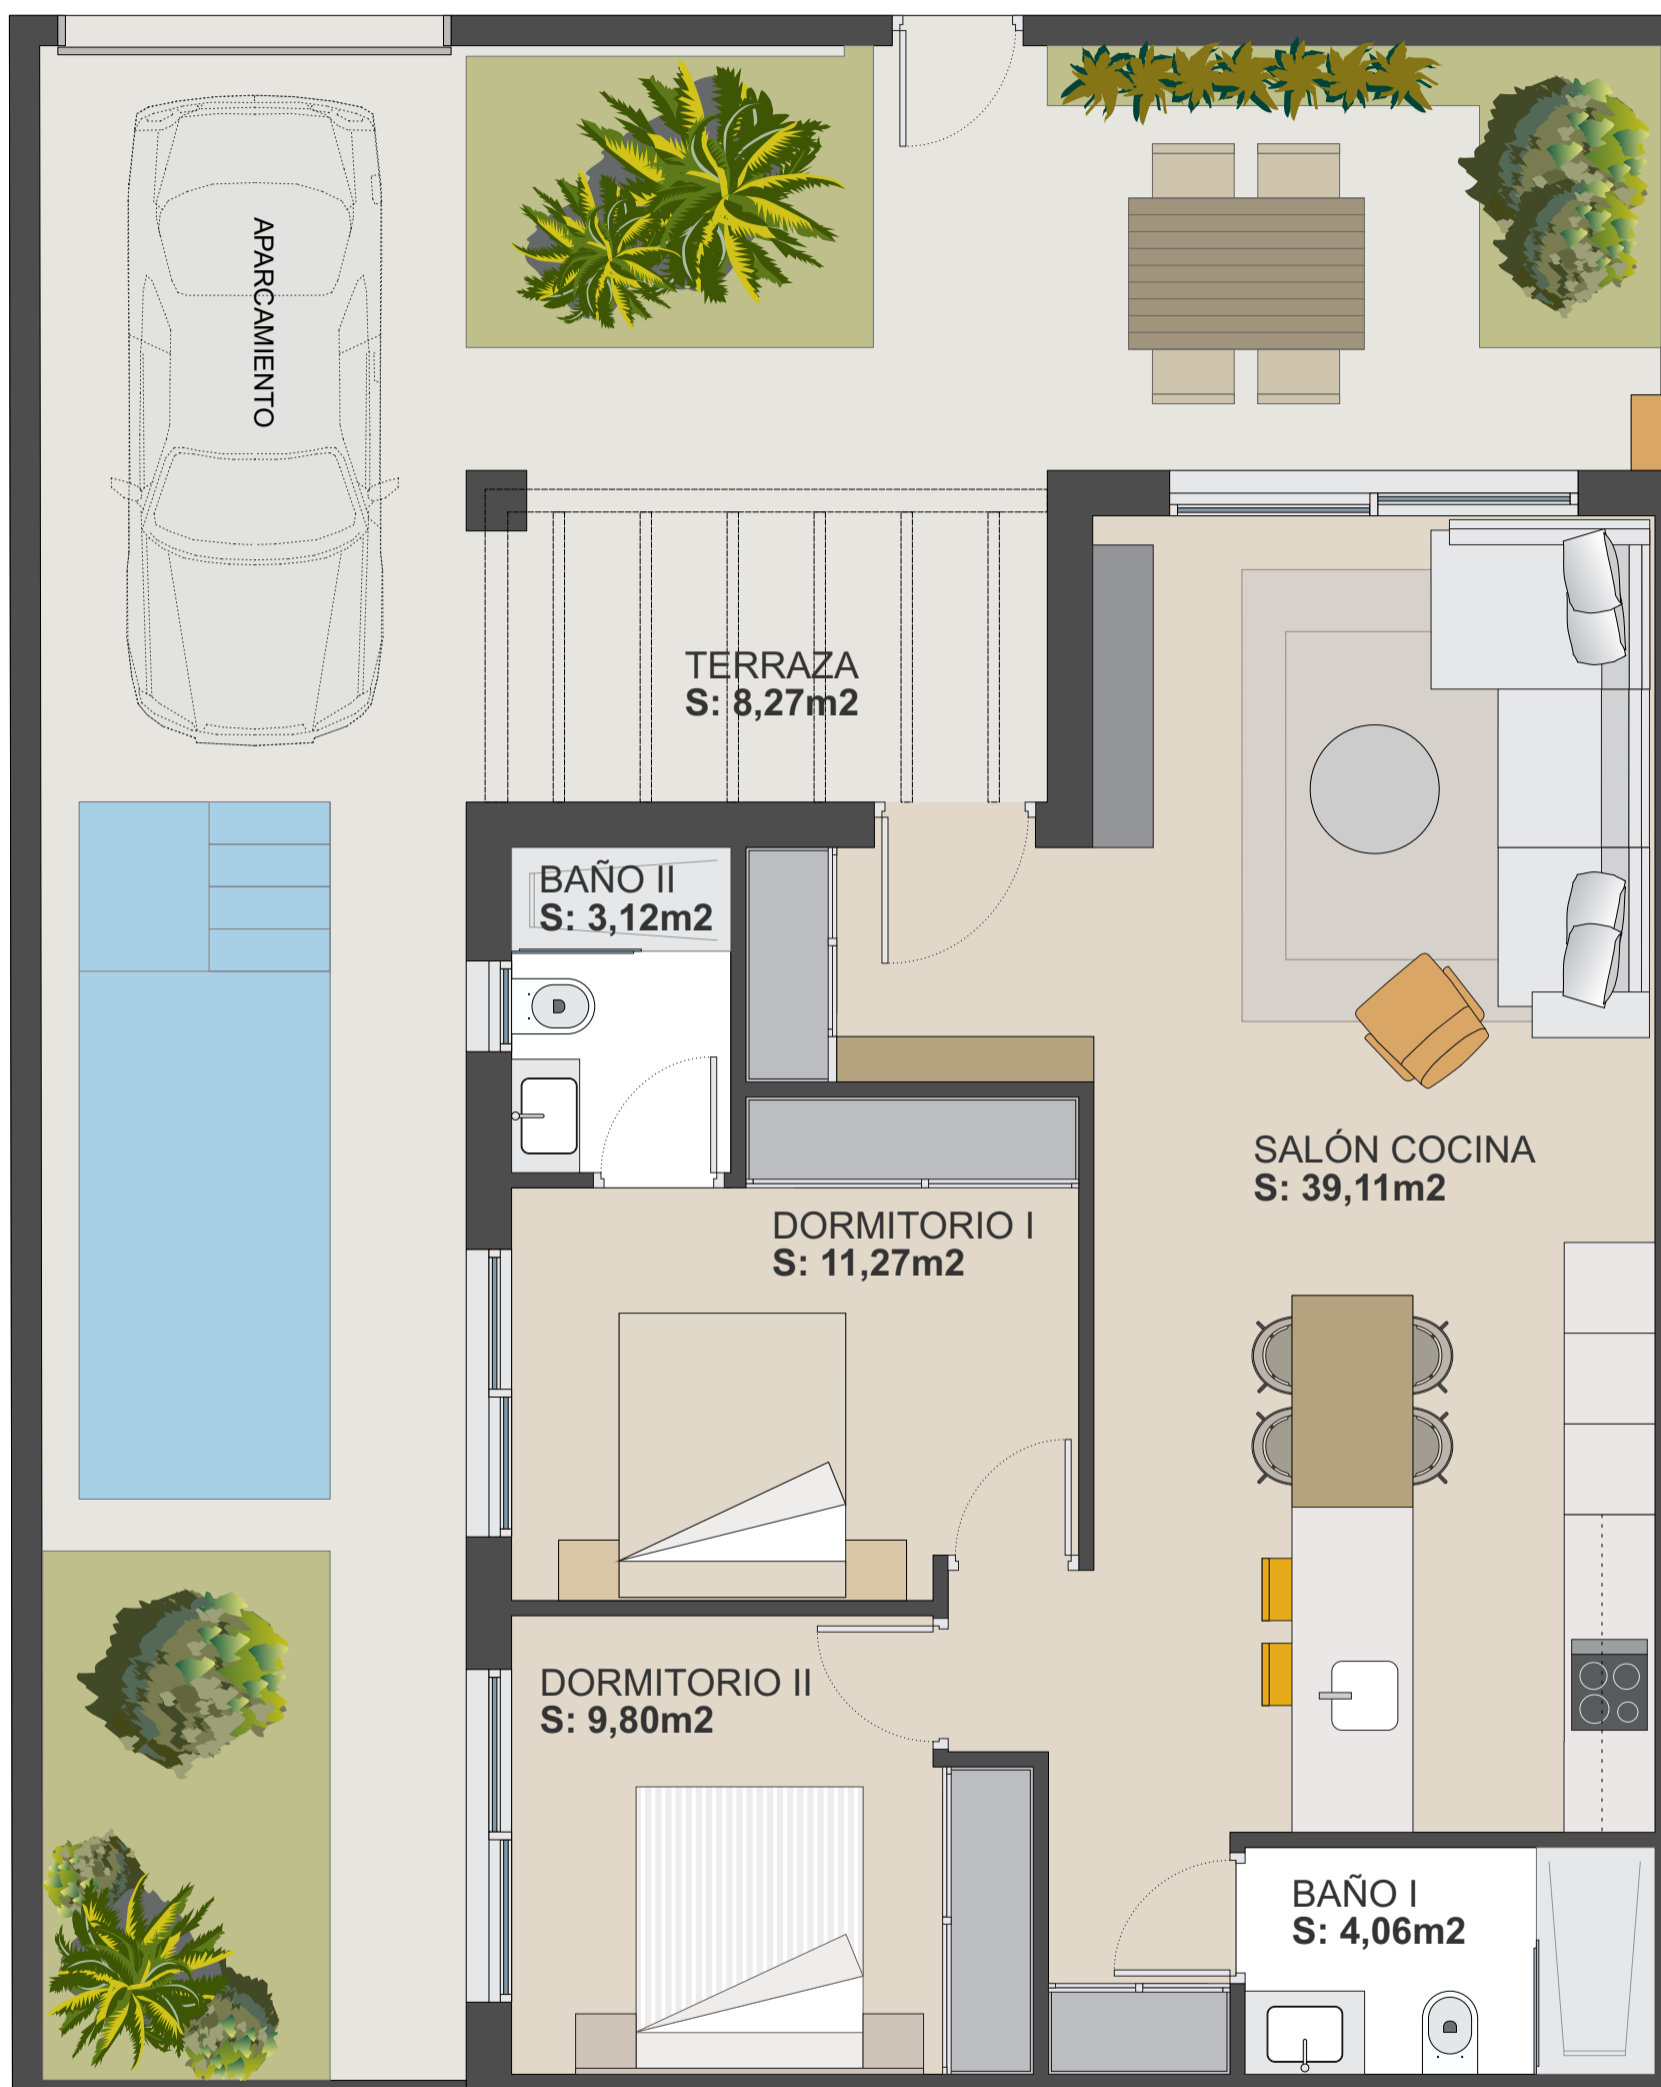 APARCAMIENTO
TERRAZA
S: 8,27m2
BAÑO II
S: 3,12m2
SALÓN COCINA
S: 39,11m2
DORMITORIO I
S: 11,27m2
DORMITORIO II
S: 9,80m2
BAÑO I
S: 4,06m2